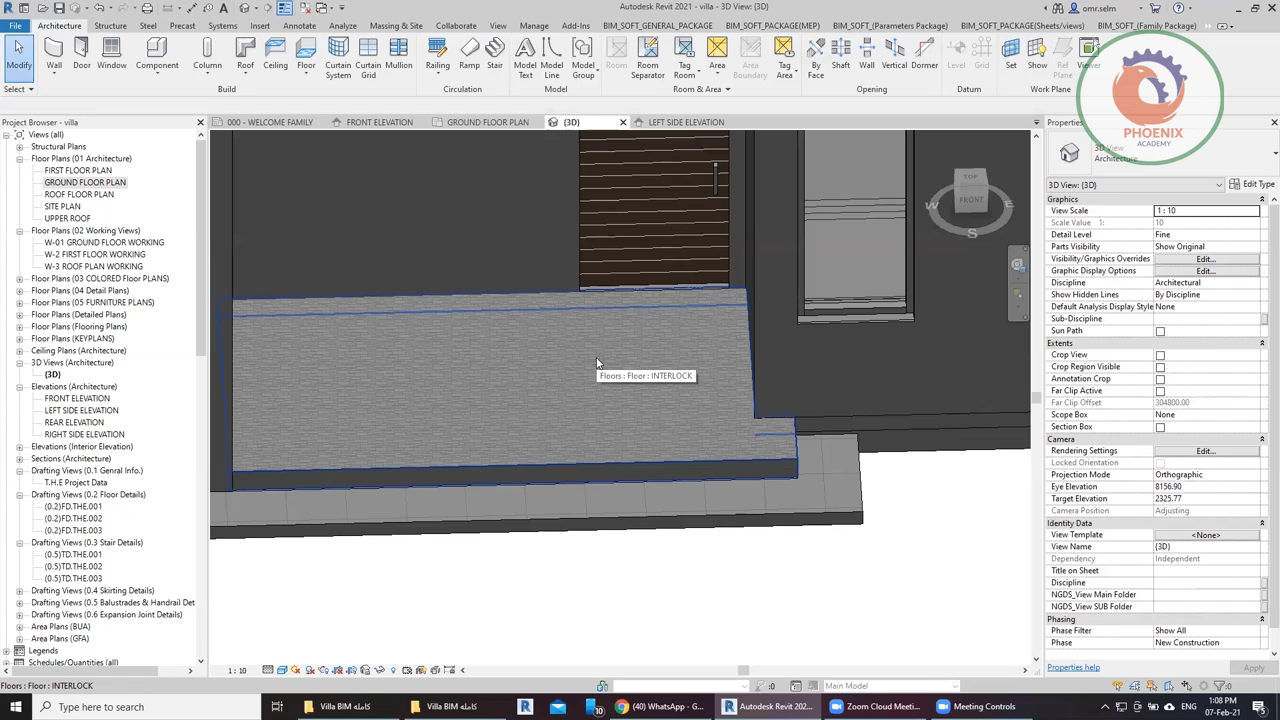 Autodesk Revit 2021 - villa - 3D View: {3D}
omr.selm
File Architecture Structure Steel Precast Systems Insert Annotate Analyze Massing & Site Collaborate View Manage Add-Ins BIM_SOFT_GENERAL_PACKAGE BIM_SOFT_PACKAGE(MEP) BIM_SOFT_(Parameters Package) BIM_SOFT_PACKAGE(Sheets/views) BIM_SOFT_(Family Package)
Modify Wall Door Window Component Column Roof Ceiling Floor Curtain System Curtain Grid Mullion Railing Ramp Stair Model Text Model Line Model Group Room Room Separator Tag Room Area Area Boundary Tag Area By Face Shaft Wall Vertical Dormer Level Grid Set Show Ref Plane Viewer
Select Build Circulation Model Room & Area Opening Datum Work Plane
PHOENIX
ACADEMY
Project Browser - villa
000 - WELCOME FAMILY FRONT ELEVATION GROUND FLOOR PLAN {3D} LEFT SIDE ELEVATION
Properties
Views (all)
Structural Plans
Floor Plans (01 Architecture)
FIRST FLOOR PLAN
GROUND FLOOR PLAN
ROOF FLOOR PLAN
SITE PLAN
UPPER ROOF
Floor Plans (02 Working Views)
W-01 GROUND FLOOR WORKING
W-2 FIRST FLOOR WORKING
W-3 ROOF PLAN WORKING
Floor Plans (03 COLORED Floor PLANS)
Floor Plans (04 Detail Plans)
Floor Plans (05 FURNITURE PLANS)
Floor Plans (Detailed Plans)
Floor Plans (Flooring Plans)
Floor Plans (KEYPLANS)
Ceiling Plans (Architecture)
3D Views (Architecture)
{3D}
Elevations (Architecture)
FRONT ELEVATION
LEFT SIDE ELEVATION
REAR ELEVATION
RIGHT SIDE ELEVATION
Elevations (Interior Elevation)
Sections (Architecture)
Drafting Views (0.1 Genral Info.)
T.H.E Project Data
Drafting Views (0.2 Floor Details)
(0.2)FD.THE.001
(0.2)FD.THE.002
(0.2)FD.THE.003
Drafting Views (0.3 Stair Details)
(0.5)TD.THE.001
(0.5)TD.THE.002
(0.5)TD.THE.003
Drafting Views (0.4 Skirting Details)
Drafting Views (0.5 Balustrades & Handrail Det
Drafting Views (0.6 Expansion Joint Details)
Area Plans (BUA)
Area Plans (GFA)
Legends
Schedules/Quantities (all)
TOP
FRONT
W E
S
Floors : Floor : INTERLOCK
3D View
Architecture
3D View: {3D} Edit Type
Graphics
View Scale 1 : 10
Scale Value 1: 10
Detail Level Fine
Parts Visibility Show Original
Visibility/Graphics Overrides Edit...
Graphic Display Options Edit...
Discipline Architectural
Show Hidden Lines By Discipline
Default Analysis Display Style None
Sub-Discipline
Sun Path
Extents
Crop View
Crop Region Visible
Annotation Crop
Far Clip Active
Far Clip Offset 304800.00
Scope Box None
Section Box
Camera
Rendering Settings Edit...
Locked Orientation
Projection Mode Orthographic
Eye Elevation 8156.90
Target Elevation 2325.77
Camera Position Adjusting
Identity Data
View Template <None>
View Name {3D}
Dependency Independent
Title on Sheet
Discipline
NGDS_View Main Folder
NGDS_View SUB Folder
Phasing
Phase Filter Show All
Phase New Construction
Properties help Apply
1 : 10
Floors : Floor : INTERLOCK :0 Main Model :0
Type here to search Villa BIM كاملة Villa BIM كاملة (40) WhatsApp - G... Autodesk Revit 202... Zoom Cloud Meeti... Meeting Controls ENG 1:08 PM
07-Feb-21